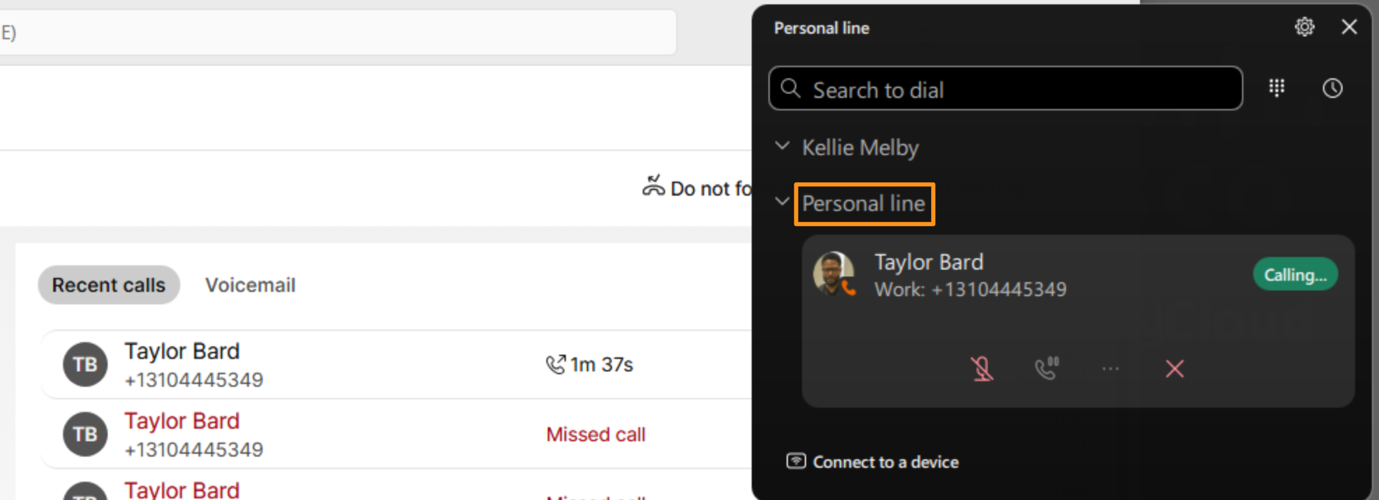 E)
Do not fo
Recent calls
Voicemail
TB
Taylor Bard
+13104445349
1m 37s
TB
Taylor Bard
+13104445349
Missed call
TB
Taylor Bard
Missed call
Personal line
Search to dial
Kellie Melby
Personal line
Taylor Bard
Work: +13104445349
Calling...
Connect to a device